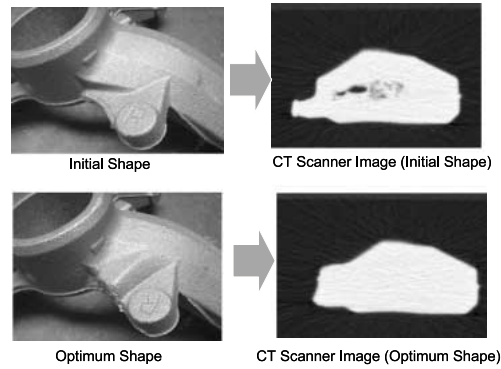 Initial Shape
CT Scanner Image (Initial Shape)
Optimum Shape
CT Scanner Image (Optimum Shape)